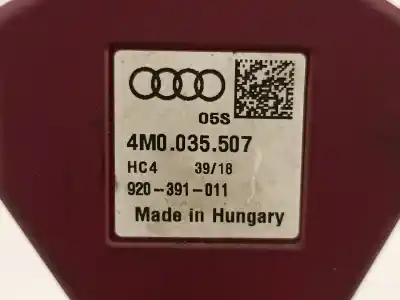 05S
4M0.035.507
HC4 39/18
920-391-011
Made in Hungary